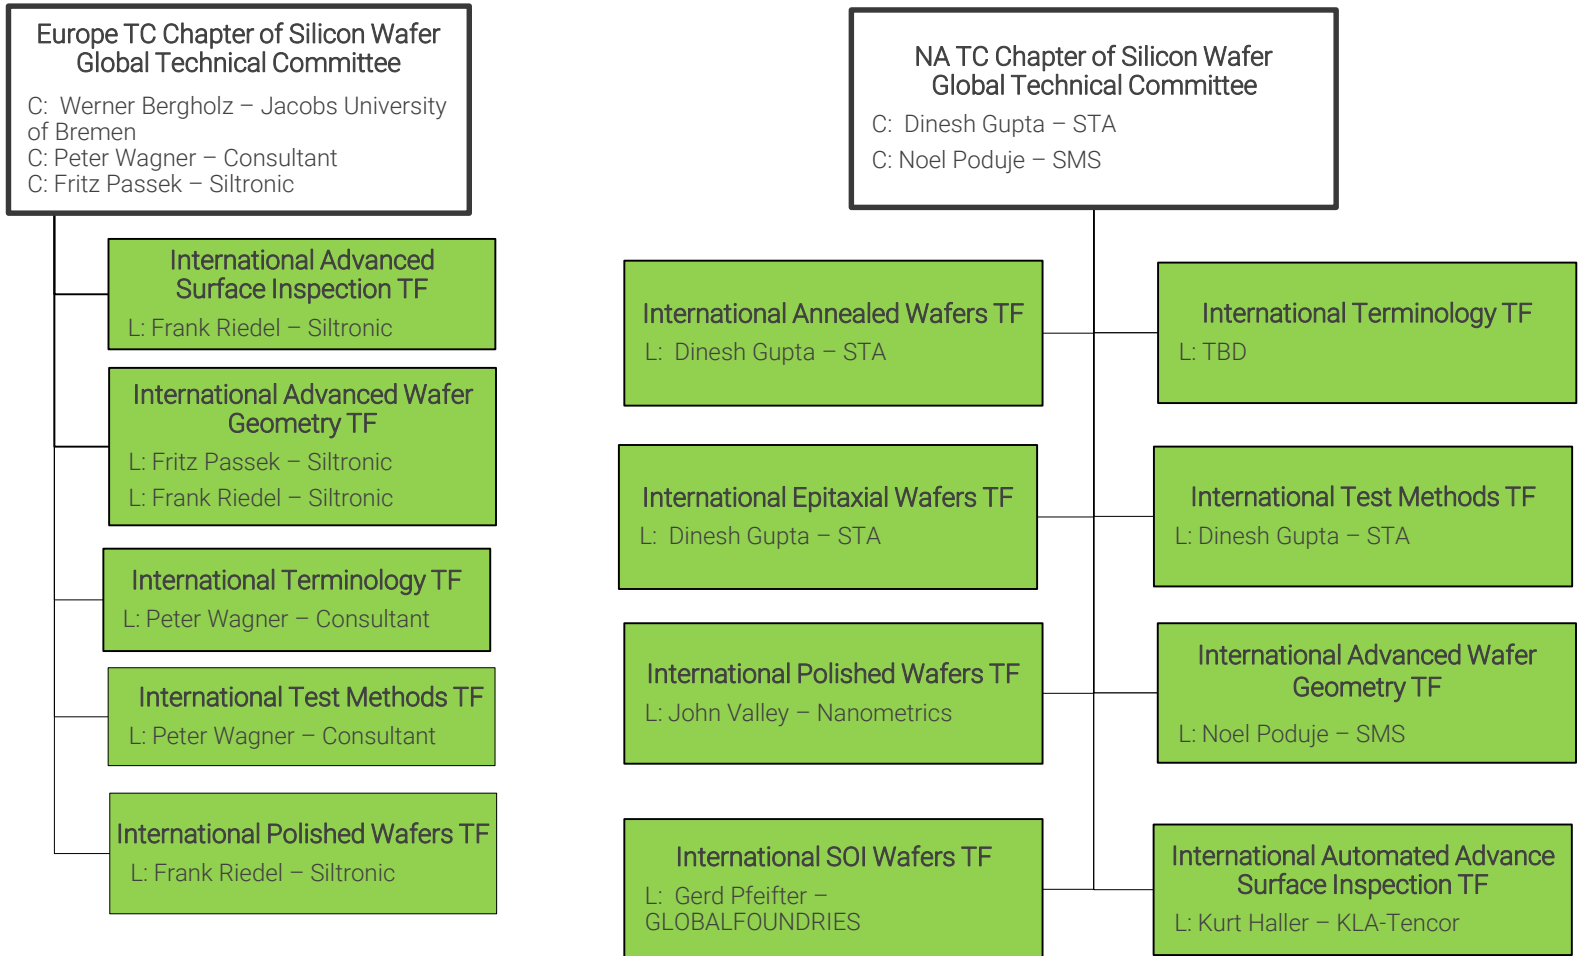 Europe TC Chapter of Silicon Wafer
Global Technical Committee
C:  Werner Bergholz – Jacobs University
of Bremen
C: Peter Wagner – Consultant
C: Fritz Passek – Siltronic
International Advanced
Surface Inspection TF
L: Frank Riedel – Siltronic
International Advanced Wafer
Geometry TF
L: Fritz Passek – Siltronic
L: Frank Riedel – Siltronic
International Terminology TF
L: Peter Wagner – Consultant
International Test Methods TF
L: Peter Wagner – Consultant
International Polished Wafers TF
L: Frank Riedel – Siltronic
NA TC Chapter of Silicon Wafer
Global Technical Committee
C:  Dinesh Gupta – STA
C: Noel Poduje – SMS
International Annealed Wafers TF
L:  Dinesh Gupta – STA
International Terminology TF
L: TBD
International Epitaxial Wafers TF
L:  Dinesh Gupta – STA
International Test Methods TF
L: Dinesh Gupta – STA
International Polished Wafers TF
L: John Valley – Nanometrics
International Advanced Wafer
Geometry TF
L: Noel Poduje – SMS
International SOI Wafers TF
L:  Gerd Pfeifter –
GLOBALFOUNDRIES
International Automated Advance
Surface Inspection TF
L: Kurt Haller – KLA-Tencor